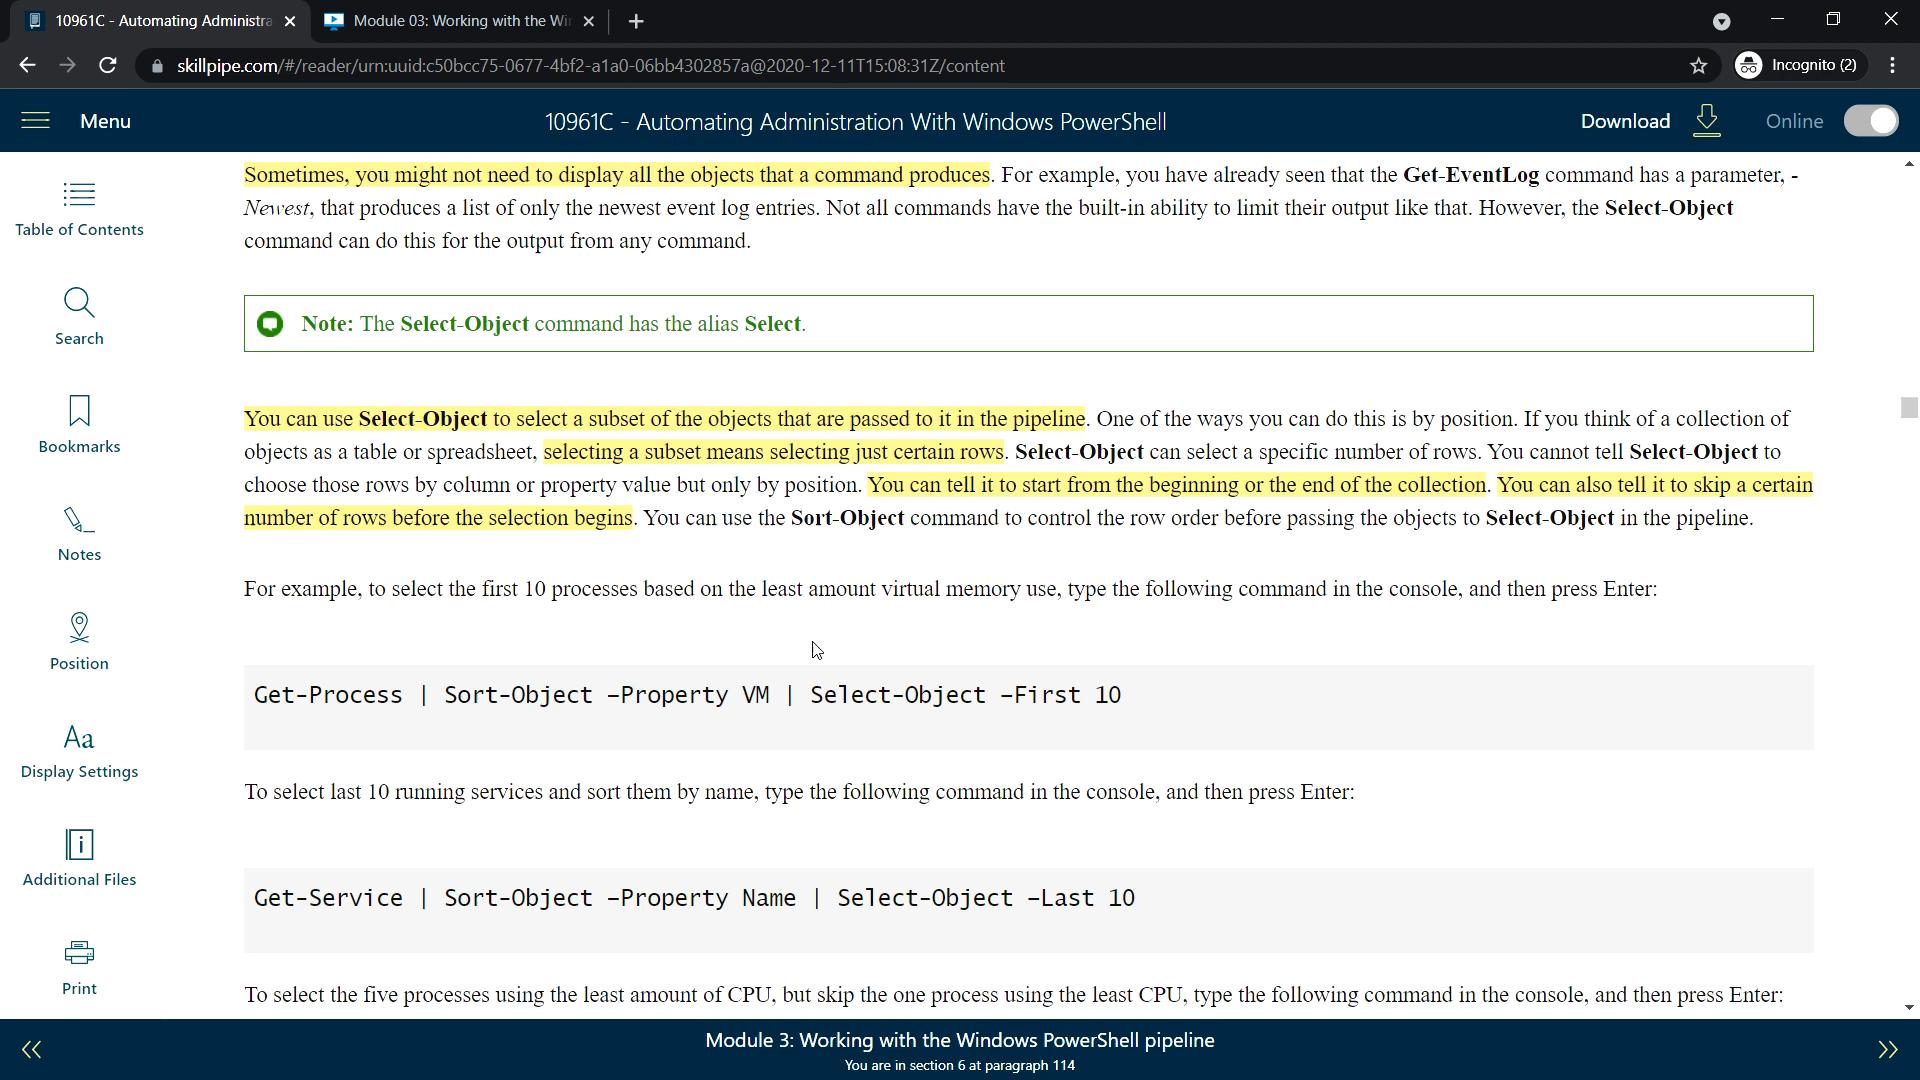 10961C - Automating Administra
Module 03: Working with the Wi
skillpipe.com/#/reader/urn:uuid:c50bcc75-0677-4bf2-a1a0-06bb4302857a@2020-12-11T15:08:31Z/content
Incognito (2)
Menu
10961C - Automating Administration With Windows PowerShell
Download
Online
Table of Contents
Search
Bookmarks
Notes
Position
Aa
Display Settings
Additional Files
Print
Sometimes, you might not need to display all the objects that a command produces. For example, you have already seen that the Get-EventLog command has a parameter, -
Newest, that produces a list of only the newest event log entries. Not all commands have the built-in ability to limit their output like that. However, the Select-Object
command can do this for the output from any command.
Note: The Select-Object command has the alias Select.
You can use Select-Object to select a subset of the objects that are passed to it in the pipeline. One of the ways you can do this is by position. If you think of a collection of
objects as a table or spreadsheet, selecting a subset means selecting just certain rows. Select-Object can select a specific number of rows. You cannot tell Select-Object to
choose those rows by column or property value but only by position. You can tell it to start from the beginning or the end of the collection. You can also tell it to skip a certain
number of rows before the selection begins. You can use the Sort-Object command to control the row order before passing the objects to Select-Object in the pipeline.
For example, to select the first 10 processes based on the least amount virtual memory use, type the following command in the console, and then press Enter:
Get-Process | Sort-Object –Property VM | Select-Object –First 10
To select last 10 running services and sort them by name, type the following command in the console, and then press Enter:
Get-Service | Sort-Object –Property Name | Select-Object –Last 10
To select the five processes using the least amount of CPU, but skip the one process using the least CPU, type the following command in the console, and then press Enter:
Module 3: Working with the Windows PowerShell pipeline
You are in section 6 at paragraph 114